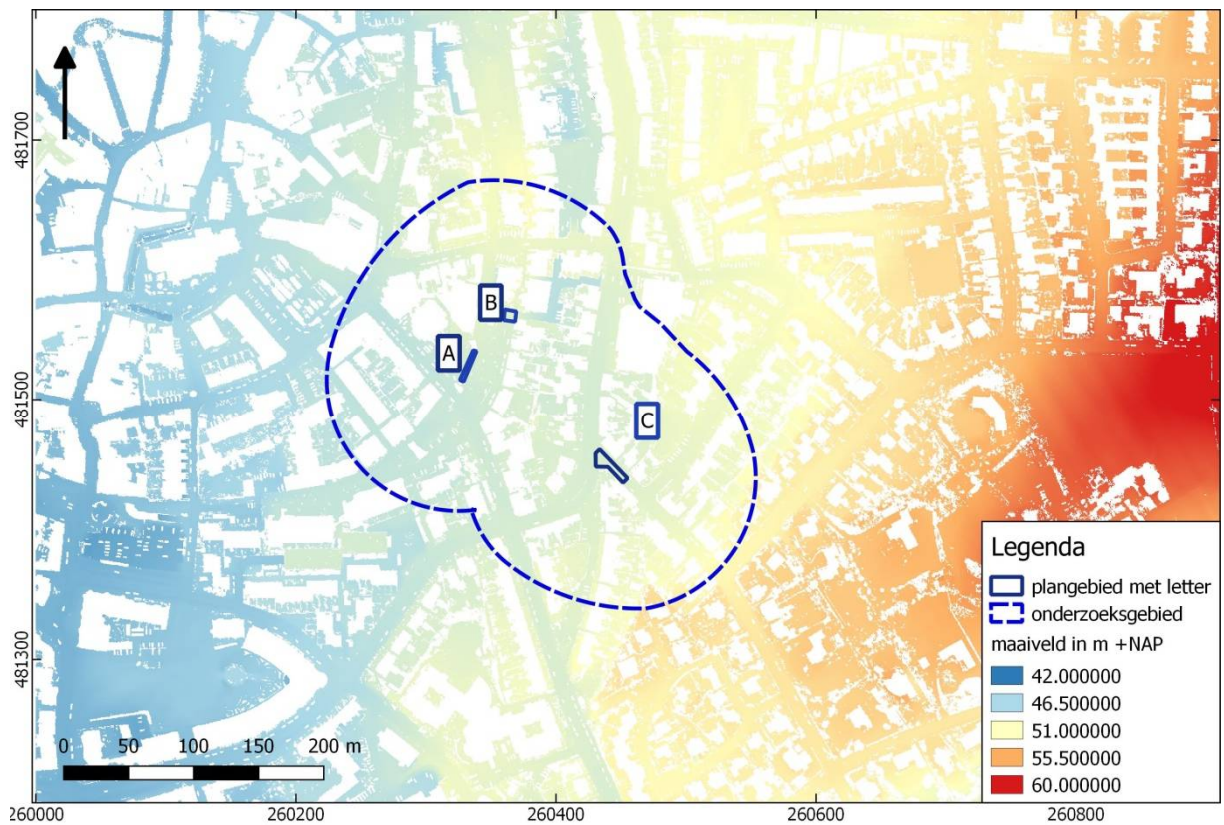 481700
481500
481300
B
A
C
Legenda
plangebied met letter
onderzoeksgebied
maaiveld in m +NAP
42.000000
46.500000
51.000000
55.500000
60.000000
0 50 100 150 200 m
260000 260200 260400 260600 260800